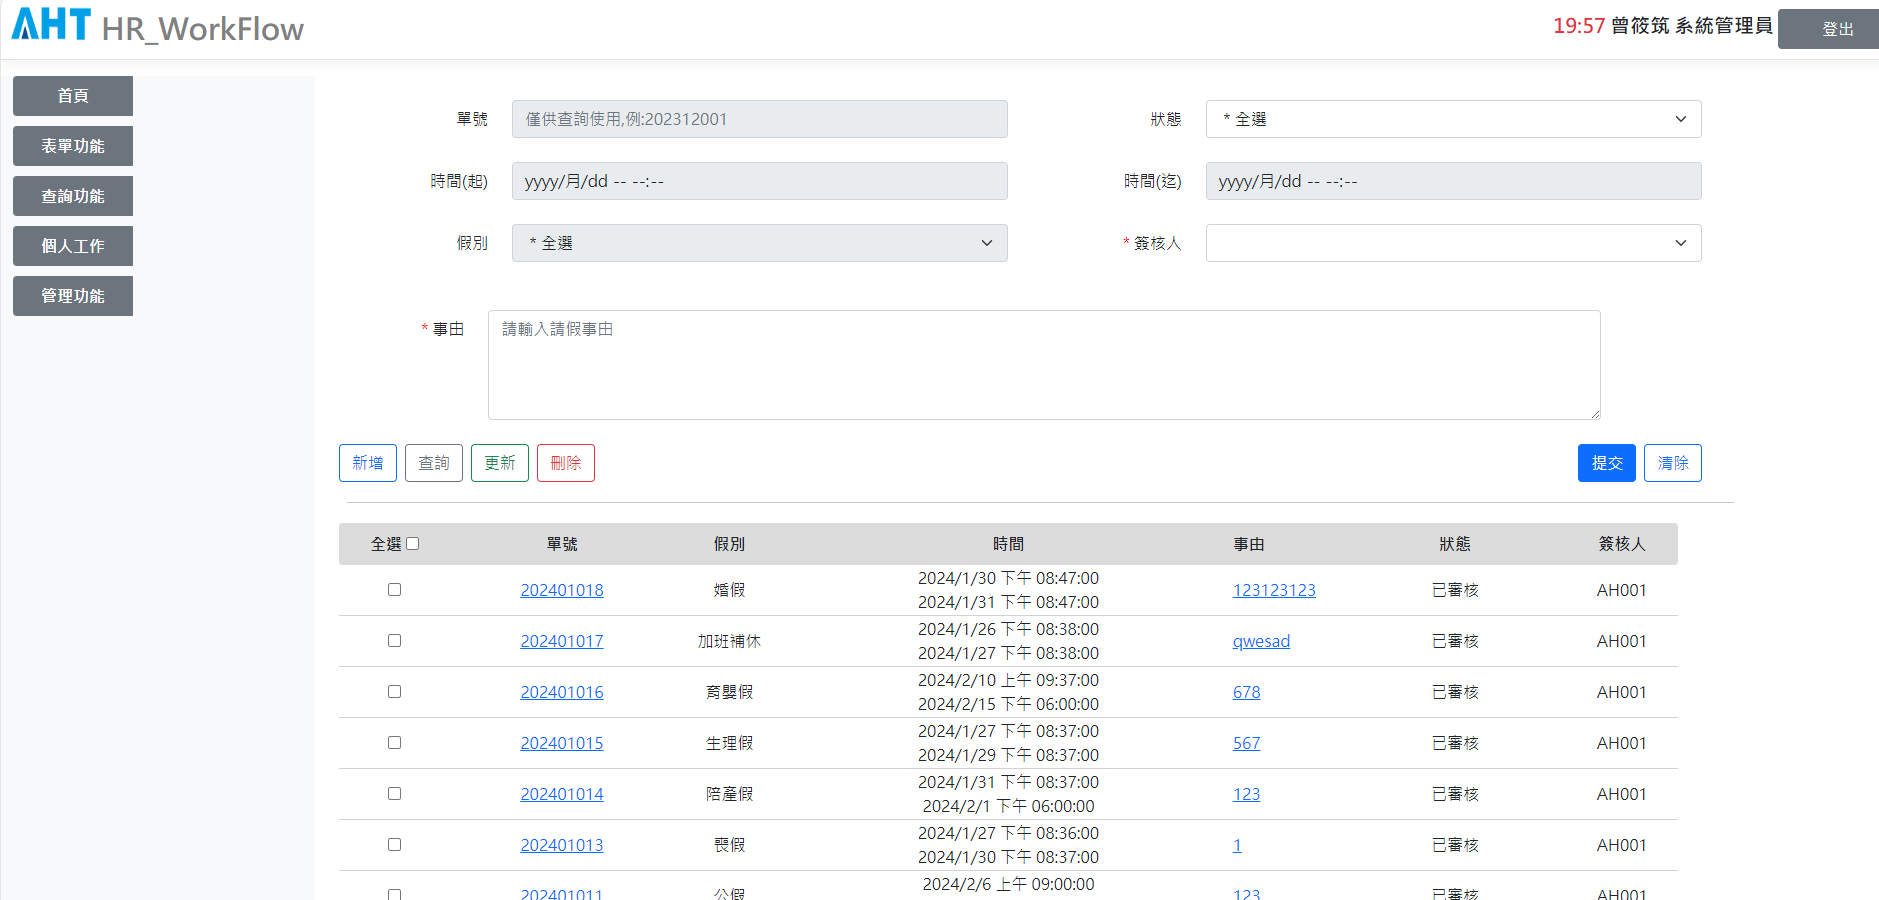 AHT HR_WorkFlow
19:57 曾筱筑 系統管理員 登出
首頁
表單功能
查詢功能
個人工作
管理功能
單號 僅供查詢使用,例:202312001 狀態 * 全選
時間(起) yyyy/月/dd -- --:-- 時間(迄) yyyy/月/dd -- --:--
假別 * 全選 * 簽核人
* 事由 請輸入請假事由
新增 查詢 更新 刪除 提交 清除
全選 單號 假別 時間 事由 狀態 簽核人
2024/1/30 下午 08:47:00
202401018 婚假 123123123 已審核 AH001
2024/1/31 下午 08:47:00
2024/1/26 下午 08:38:00
202401017 加班補休 qwesad 已審核 AH001
2024/1/27 下午 08:38:00
2024/2/10 上午 09:37:00
202401016 育嬰假 678 已審核 AH001
2024/2/15 下午 06:00:00
2024/1/27 下午 08:37:00
202401015 生理假 567 已審核 AH001
2024/1/29 下午 08:37:00
2024/1/31 下午 08:37:00
202401014 陪產假 123 已審核 AH001
2024/2/1 下午 06:00:00
2024/1/27 下午 08:36:00
202401013 喪假 1 已審核 AH001
2024/1/30 下午 08:37:00
2024/2/6 上午 09:00:00
202401011 公假 123 已審核 AH001